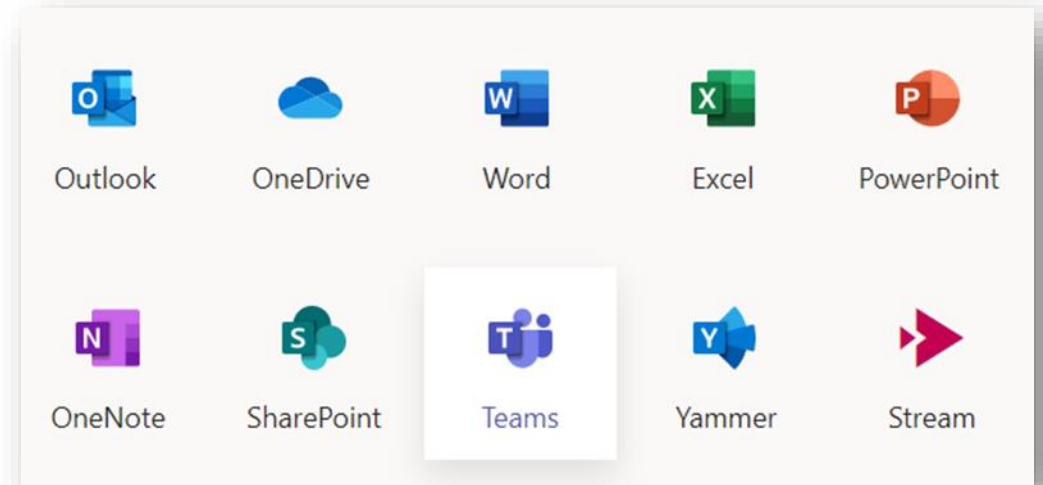 O W X P
Outlook OneDrive Word Excel PowerPoint
N S T Y
OneNote SharePoint Teams Yammer Stream